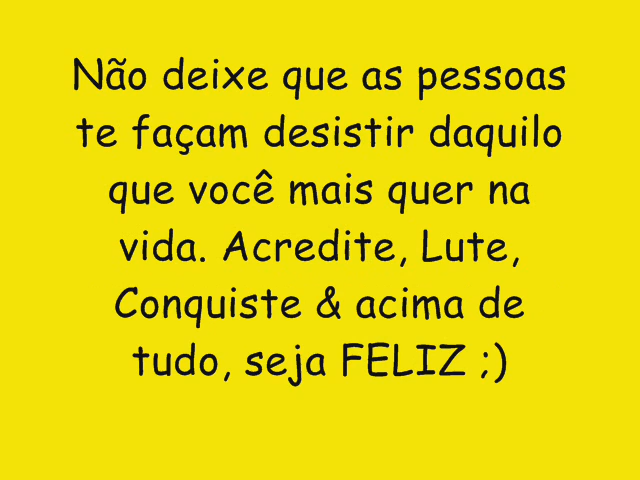 Não deixe que as pessoas
te façam desistir daquilo
que você mais quer na
vida. Acredite, Lute,
Conquiste & acima de
tudo, seja FELIZ ;)